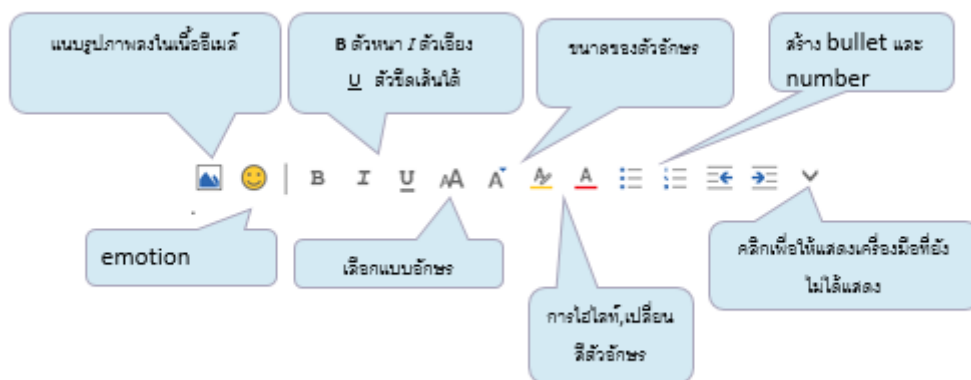 แนบรูปภาพลงในเนื้ออีเมล์
B ตัวหนา I ตัวเอียง
U ตัวขีดเส้นใต้
ขนาดของตัวอักษร
สร้าง bullet และ
number
B I U AA A A A
emotion
เลือกแบบอักษร
การไฮไลท์,เปลี่ยน
สีตัวอักษร
คลิกเพื่อให้แสดงเครื่องมือที่ยัง
ไม่ได้แสดง